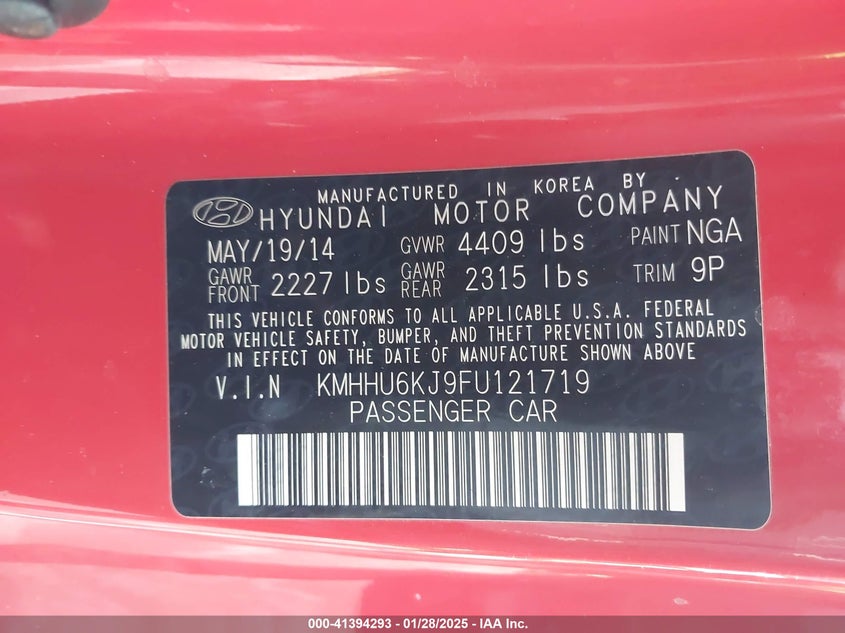 MANUFACTURED IN KOREA BY
HYUNDAI MOTOR COMPANY
MAY/19/14 GVWR 4409 lbs PAINT NGA
GAWR FRONT 2227 lbs GAWR REAR 2315 lbs TRIM 9P
THIS VEHICLE CONFORMS TO ALL APPLICABLE U.S.A. FEDERAL
MOTOR VEHICLE SAFETY, BUMPER, AND THEFT PREVENTION STANDARDS
IN EFFECT ON THE DATE OF MANUFACTURE SHOWN ABOVE
V.I.N KMHHU6KJ9FU121719
PASSENGER CAR
000-41394293 - 01/28/2025 - IAA Inc.